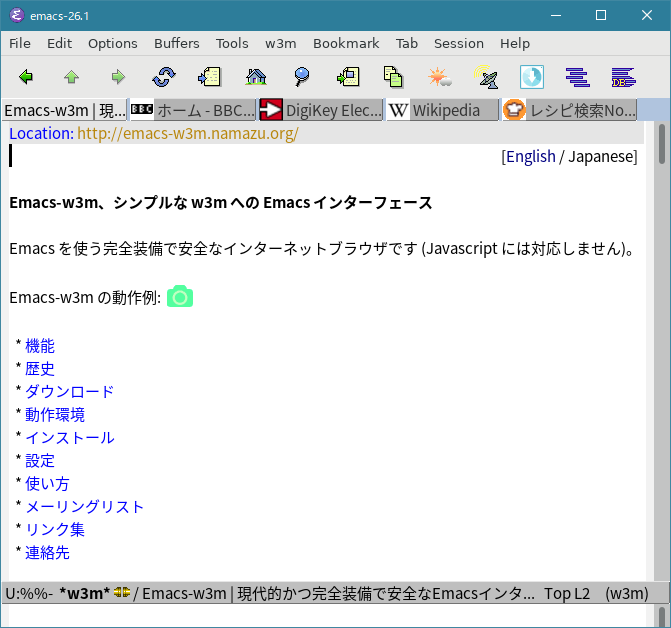 emacs-26.1
File Edit Options Buffers Tools w3m Bookmark Tab Session Help
Emacs-w3m | 現... BBC ホーム - BBC... DigiKey Elec... W Wikipedia レシピ検索No...
Location: http://emacs-w3m.namazu.org/
[English / Japanese]
Emacs-w3m、シンプルな w3m への Emacs インターフェース
Emacs を使う完全装備で安全なインターネットブラウザです (Javascript には対応しません)。
Emacs-w3m の動作例:
* 機能
* 歴史
* ダウンロード
* 動作環境
* インストール
* 設定
* 使い方
* メーリングリスト
* リンク集
* 連絡先
U:%%- *w3m* / Emacs-w3m | 現代的かつ完全装備で安全なEmacsインタ... Top L2 (w3m)